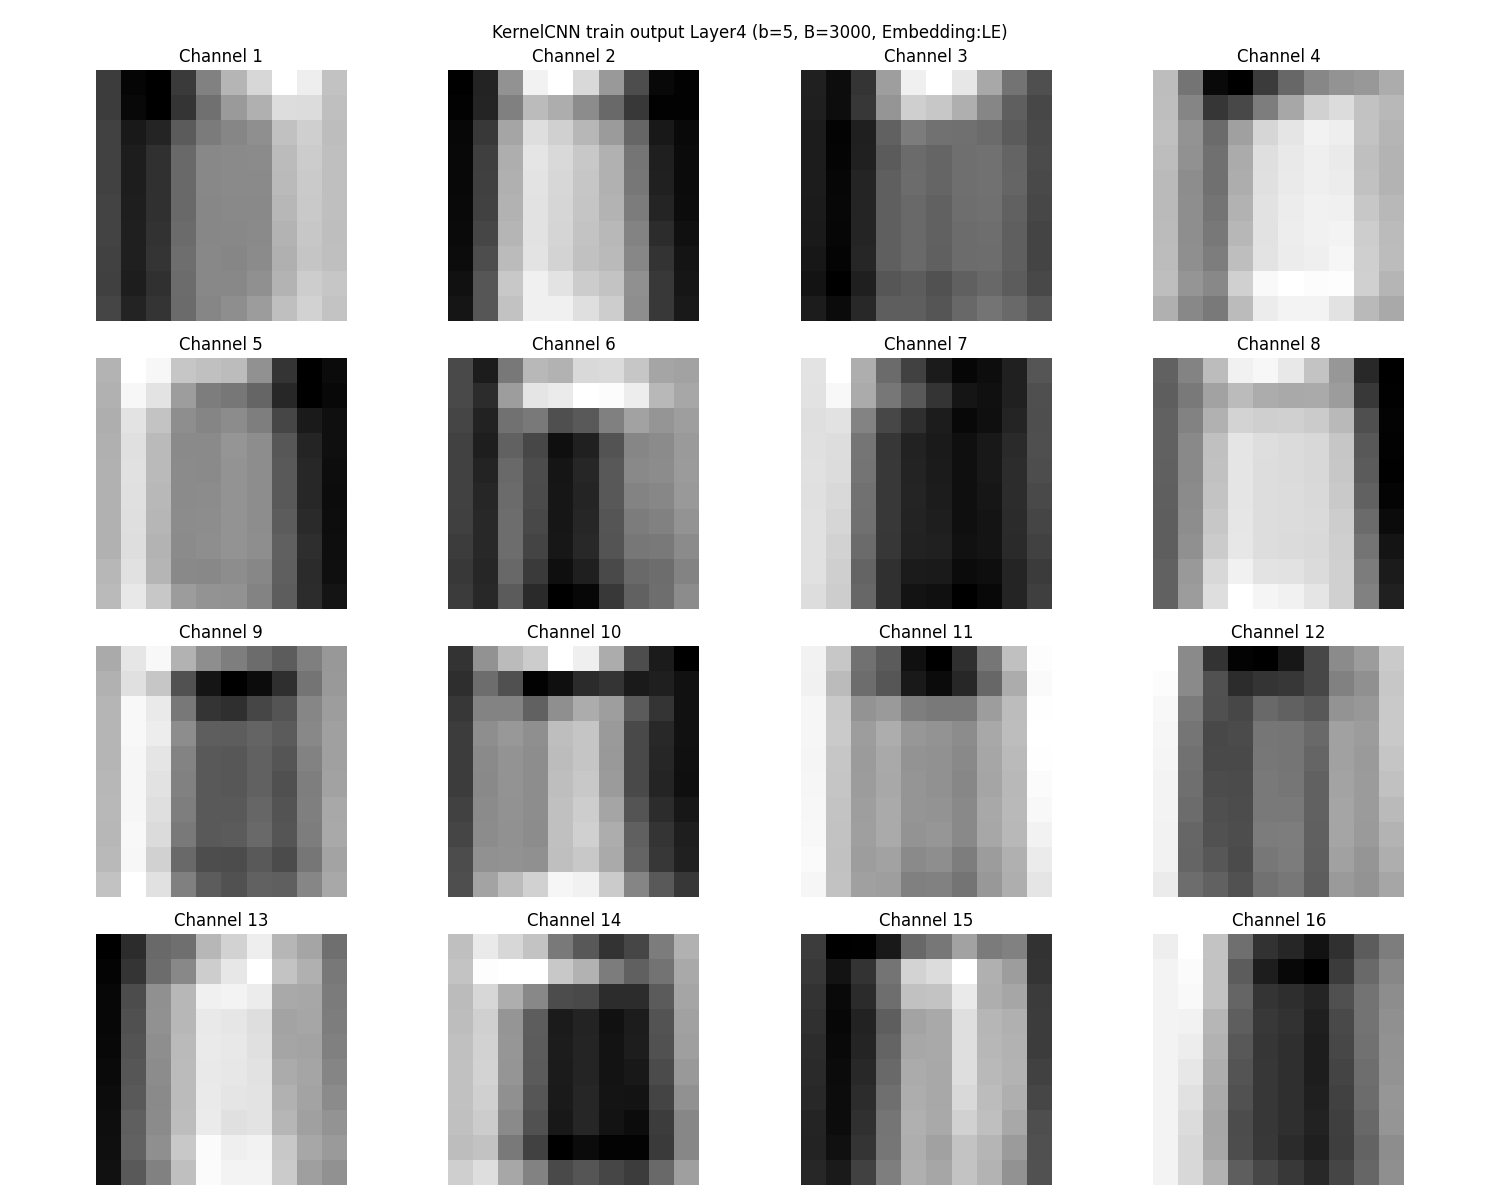 KernelCNN train output Layer4 (b=5, B=3000, Embedding:LE)
Channel 1
Channel 2
Channel 3
Channel 4
Channel 5
Channel 6
Channel 7
Channel 8
Channel 9
Channel 10
Channel 11
Channel 12
Channel 13
Channel 14
Channel 15
Channel 16